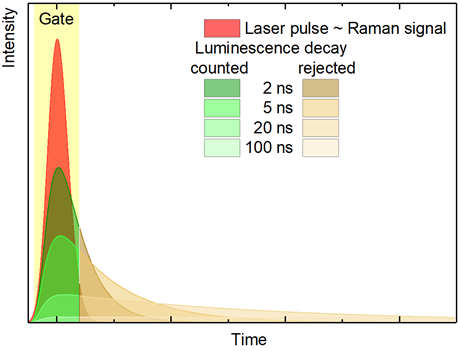 Gate
Laser pulse ~ Raman signal
Luminescence decay
counted rejected
2 ns
5 ns
20 ns
100 ns
Intensity
Time